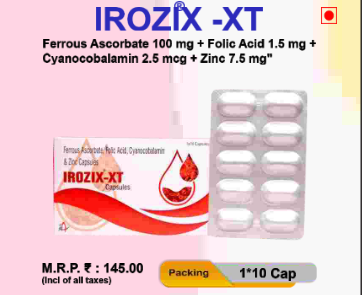 IROZIX® -XT
Ferrous Ascorbate 100 mg + Folic Acid 1.5 mg +
Cyanocobalamin 2.5 mcg + Zinc 7.5 mg"
Ferrous Ascorbate, Folic Acid, Cyanocobalamin
& Zinc Capsules
IROZIX-XT
Capsules
M.R.P. ₹ : 145.00
(Incl of all taxes)
Packing 1*10 Cap